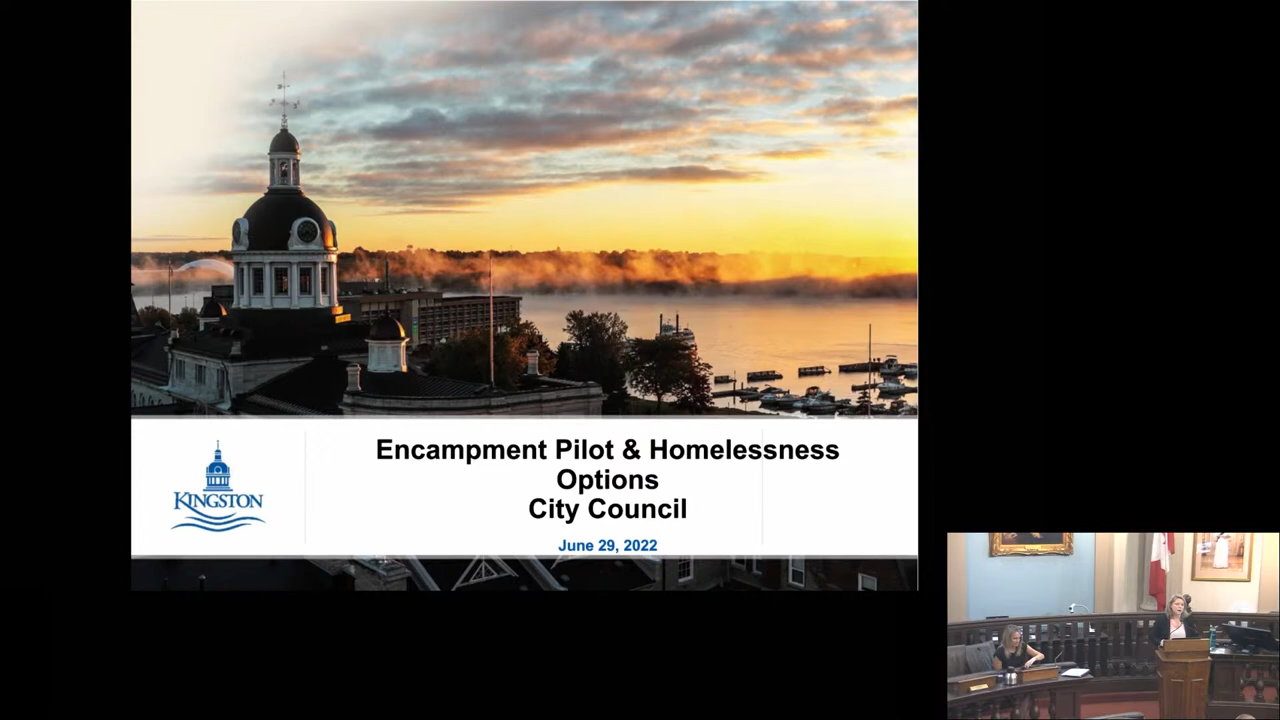 Encampment Pilot & Homelessness
Options
City Council
KINGSTON
June 29, 2022